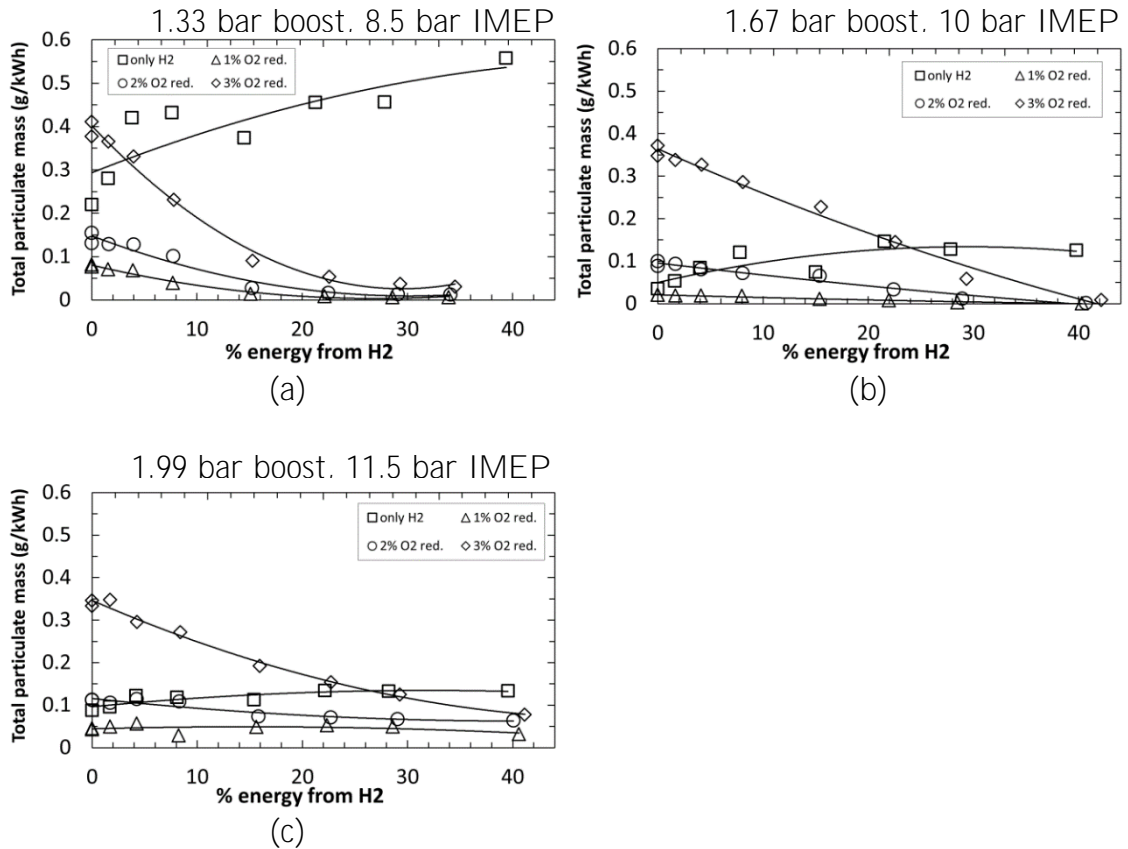 1.33 bar boost. 8.5 bar IMEP
Total particulate mass (g/kWh)
0.6
0.5
0.4
0.3
0.2
0.1
0
only H2 1% O2 red.
2% O2 red. 3% O2 red.
0 10 20 30 40
% energy from H2
(a)
1.67 bar boost. 10 bar IMEP
Total particulate mass (g/kWh)
0.6
0.5
0.4
0.3
0.2
0.1
0
only H2 1% O2 red.
2% O2 red. 3% O2 red.
0 10 20 30 40
% energy from H2
(b)
1.99 bar boost. 11.5 bar IMEP
Total particulate mass (g/kWh)
0.6
0.5
0.4
0.3
0.2
0.1
0
only H2 1% O2 red.
2% O2 red. 3% O2 red.
0 10 20 30 40
% energy from H2
(c)